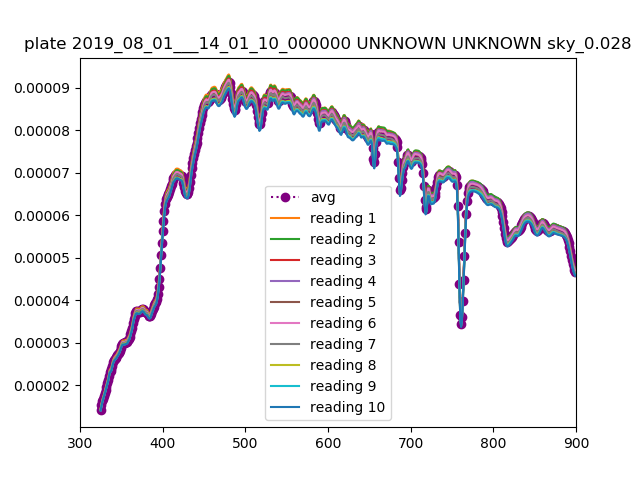 plate 2019_08_01___14_01_10_000000 UNKNOWN UNKNOWN sky_0.028
0.00009
0.00008
0.00007
0.00006
0.00005
0.00004
0.00003
0.00002
avg
reading 1
reading 2
reading 3
reading 4
reading 5
reading 6
reading 7
reading 8
reading 9
reading 10
300 400 500 600 700 800 900